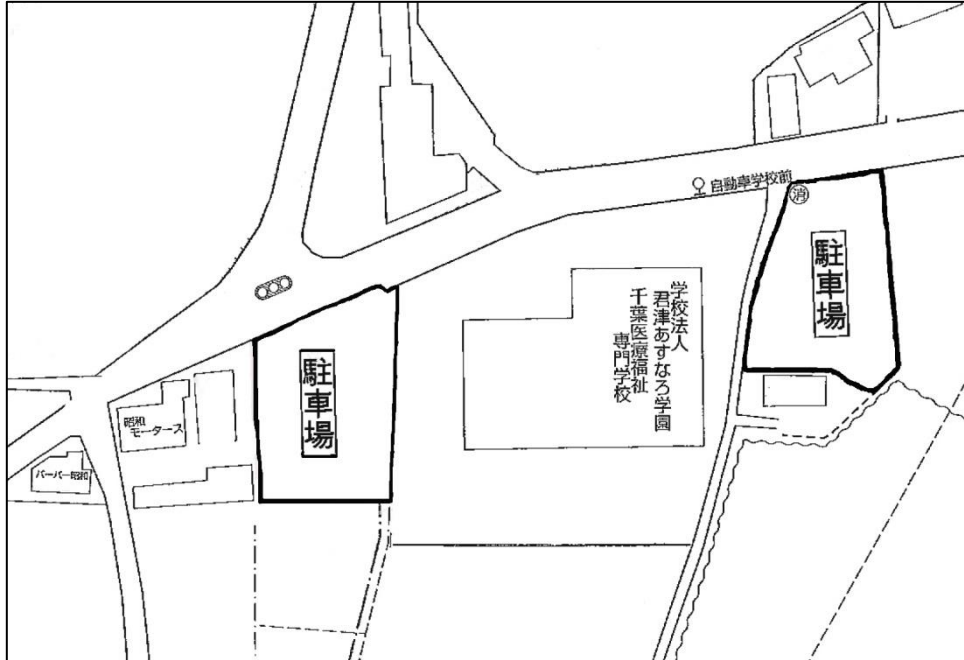 自動車学校前
消
駐車場
学校法人
君津あすなろ学園
千葉医療福祉
専門学校
駐車場
昭和
モータース
バーバー昭和